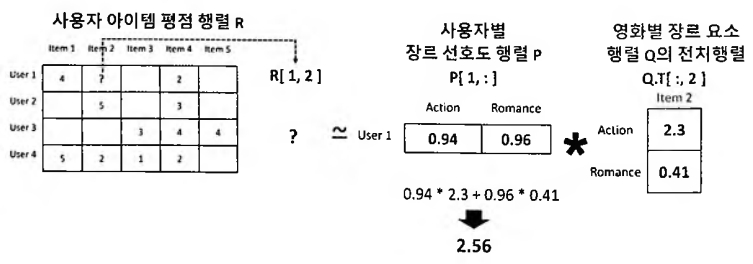 사용자 아이템 평점 행렬 R
Item 1 Item 2 Item 3 Item 4 Item 5
User 1 4 ? 2
User 2 5 3
User 3 3 4 4
User 4 5 2 1 2
R[ 1, 2 ]
? ≃
사용자별
장르 선호도 행렬 P
P[ 1, : ]
Action Romance
User 1 0.94 0.96
*
영화별 장르 요소
행렬 Q의 전치행렬
Q.T[ :, 2 ]
Item 2
Action 2.3
Romance 0.41
0.94 * 2.3 + 0.96 * 0.41
2.56